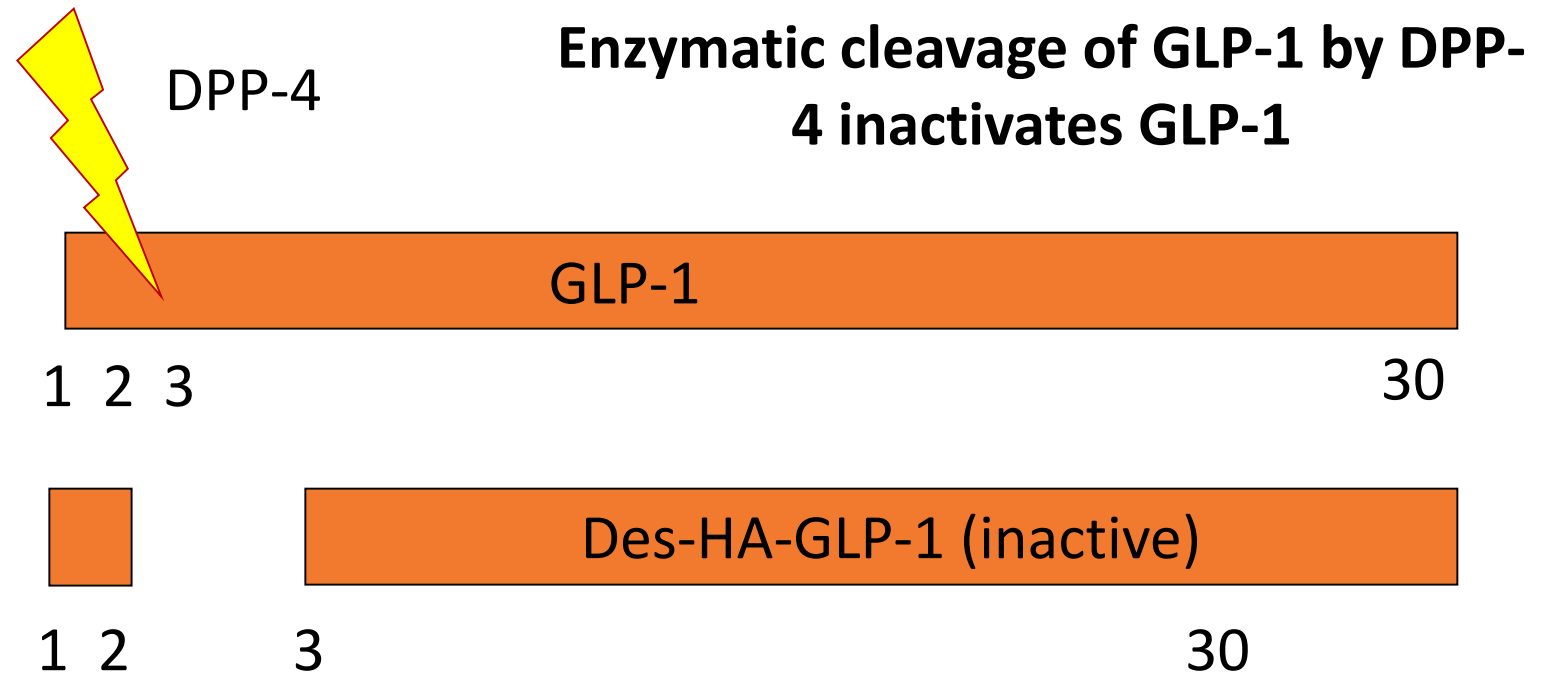 DPP-4
Enzymatic cleavage of GLP-1 by DPP-
4 inactivates GLP-1
GLP-1
1 2 3
30
Des-HA-GLP-1 (inactive)
1 2
3
30